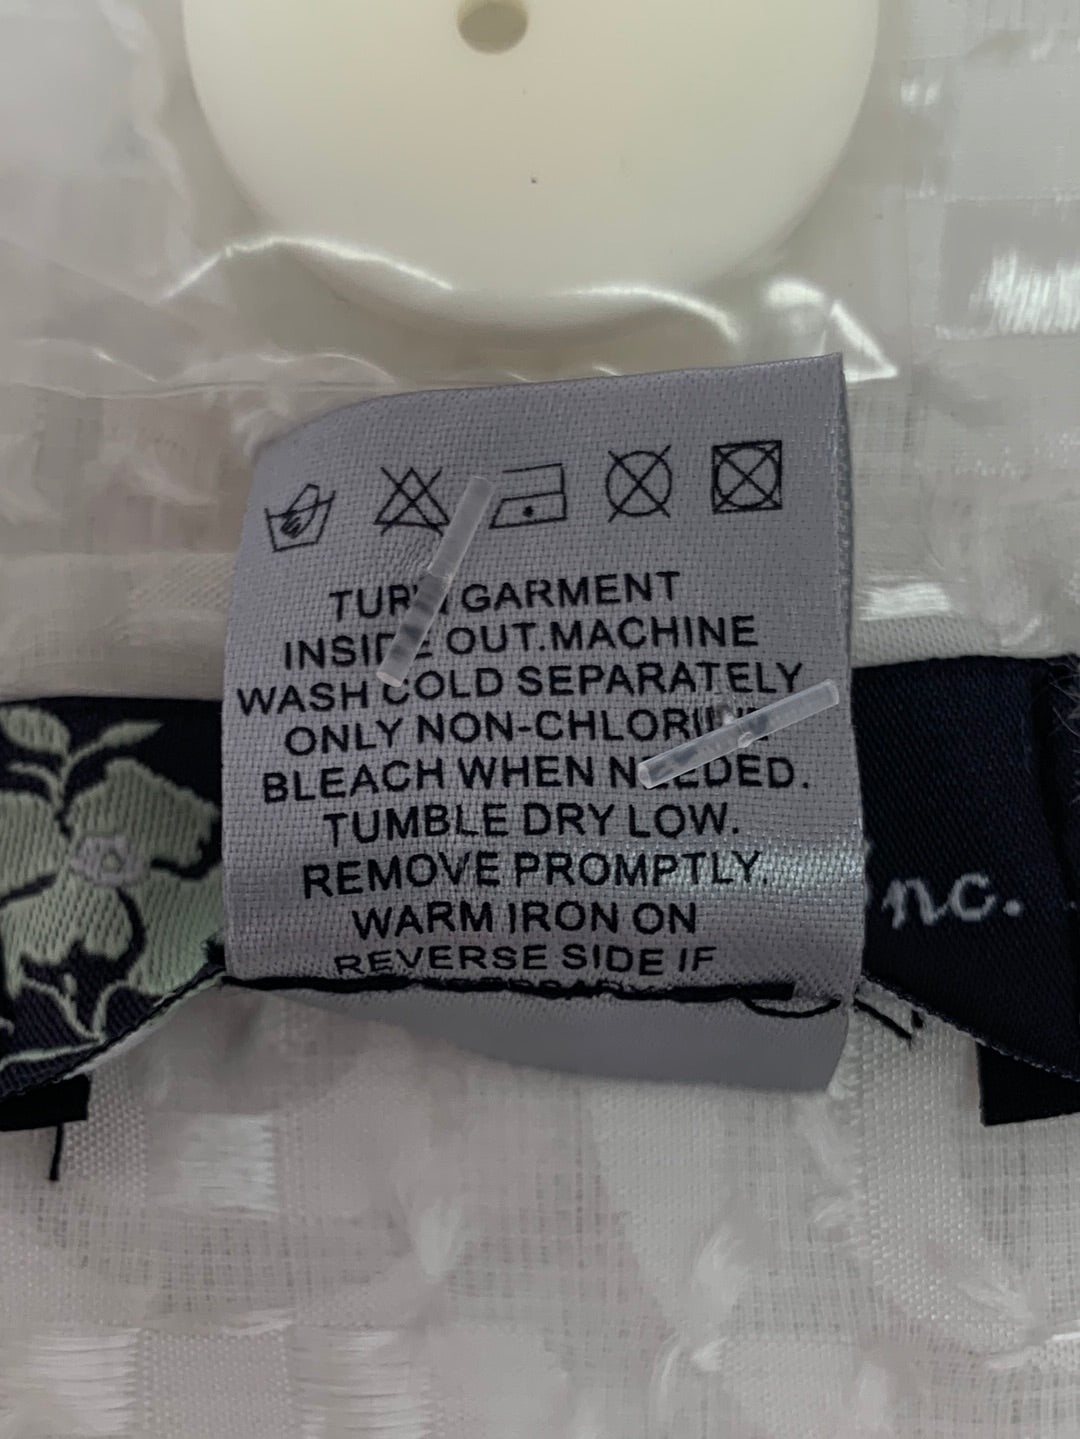 TURN GARMENT
INSIDE OUT.MACHINE
WASH COLD SEPARATELY
ONLY NON-CHLORINE
BLEACH WHEN NEEDED.
TUMBLE DRY LOW.
REMOVE PROMPTLY.
WARM IRON ON
REVERSE SIDE IF
nc.